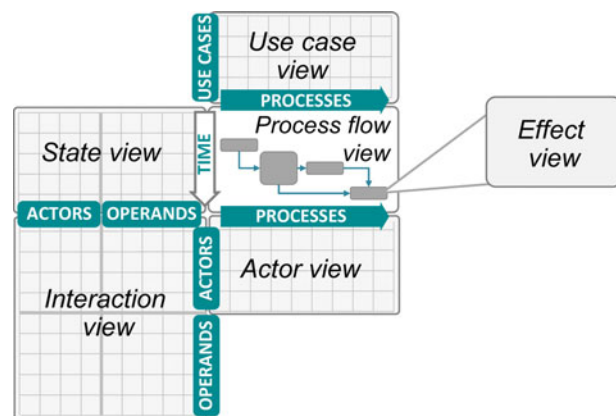 USE CASES
Use case
view
PROCESSES
State view
TIME
Process flow
view
Effect
view
ACTORS
OPERANDS
PROCESSES
Interaction
view
ACTORS
Actor view
OPERANDS